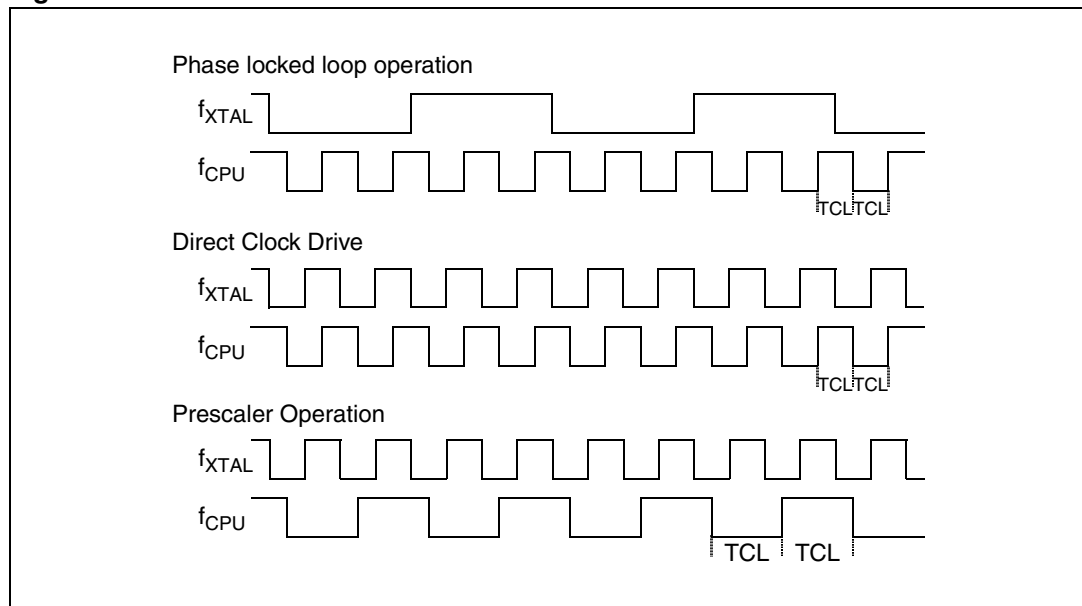 Phase locked loop operation
fXTAL
fCPU
TCL TCL
Direct Clock Drive
fXTAL
fCPU
TCL TCL
Prescaler Operation
fXTAL
fCPU
TCL TCL